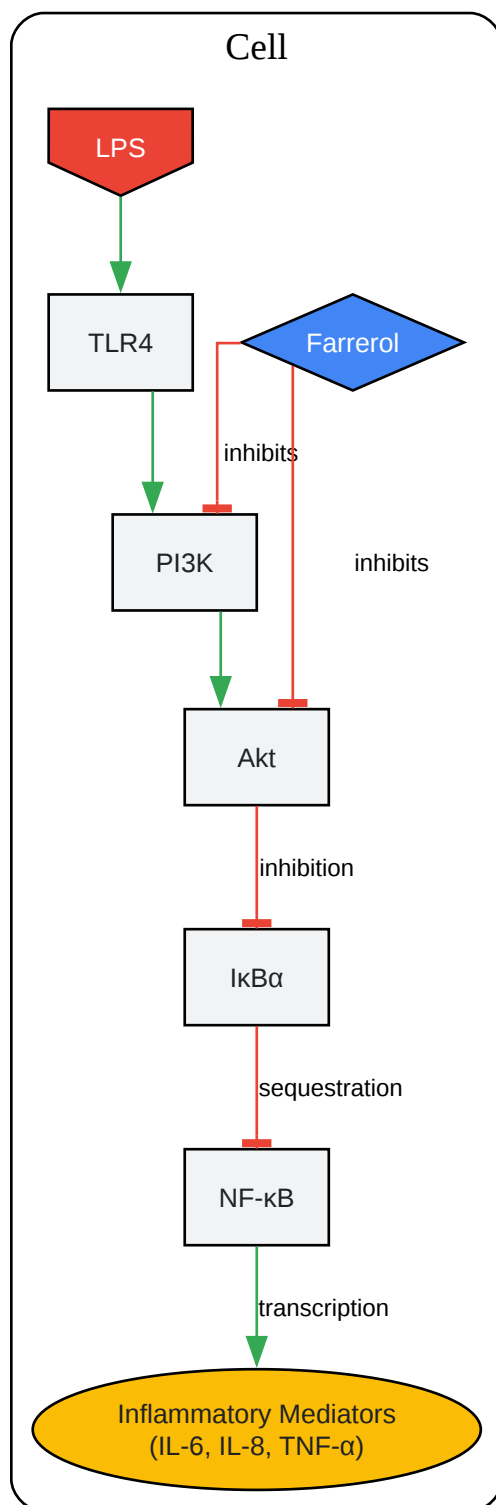 Cell
LPS
TLR4
Farrerol
inhibits
PI3K
inhibits
Akt
inhibition
IκBα
sequestration
NF-κB
transcription
Inflammatory Mediators
(IL-6, IL-8, TNF-α)